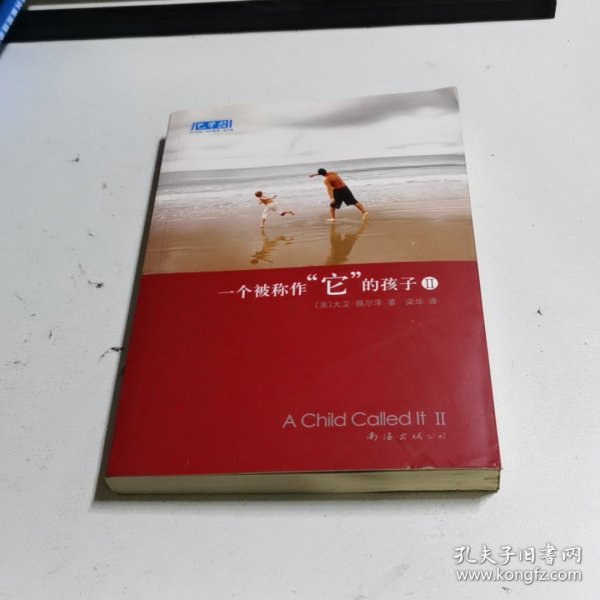 一个被称作“它”的孩子 II
〔美〕大卫·佩尔泽 著 梁华 译
A Child Called It II
南海出版公司
孔夫子旧书网
www.kongfz.com